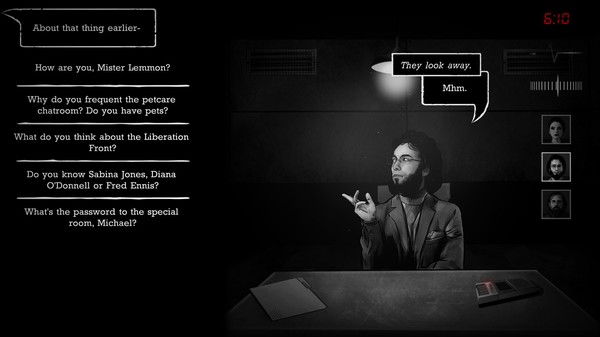 About that thing earlier-
6:10
How are you, Mister Lemmon?
They look away.
Mhm.
Why do you frequent the petcare
chatroom? Do you have pets?
What do you think about the Liberation
Front?
Do you know Sabina Jones, Diana
O'Donnell or Fred Ennis?
What's the password to the special
room, Michael?